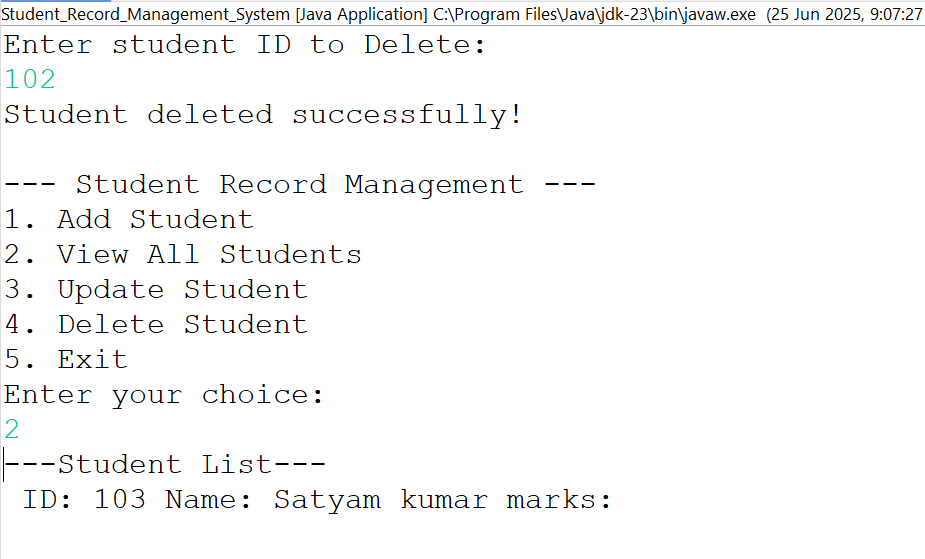 Student_Record_Management_System [Java Application] C:\Program Files\Java\jdk-23\bin\javaw.exe (25 Jun 2025, 9:07:27
Enter student ID to Delete:
102
Student deleted successfully!
--- Student Record Management ---
1. Add Student
2. View All Students
3. Update Student
4. Delete Student
5. Exit
Enter your choice:
2
---Student List---
ID: 103 Name: Satyam kumar marks: